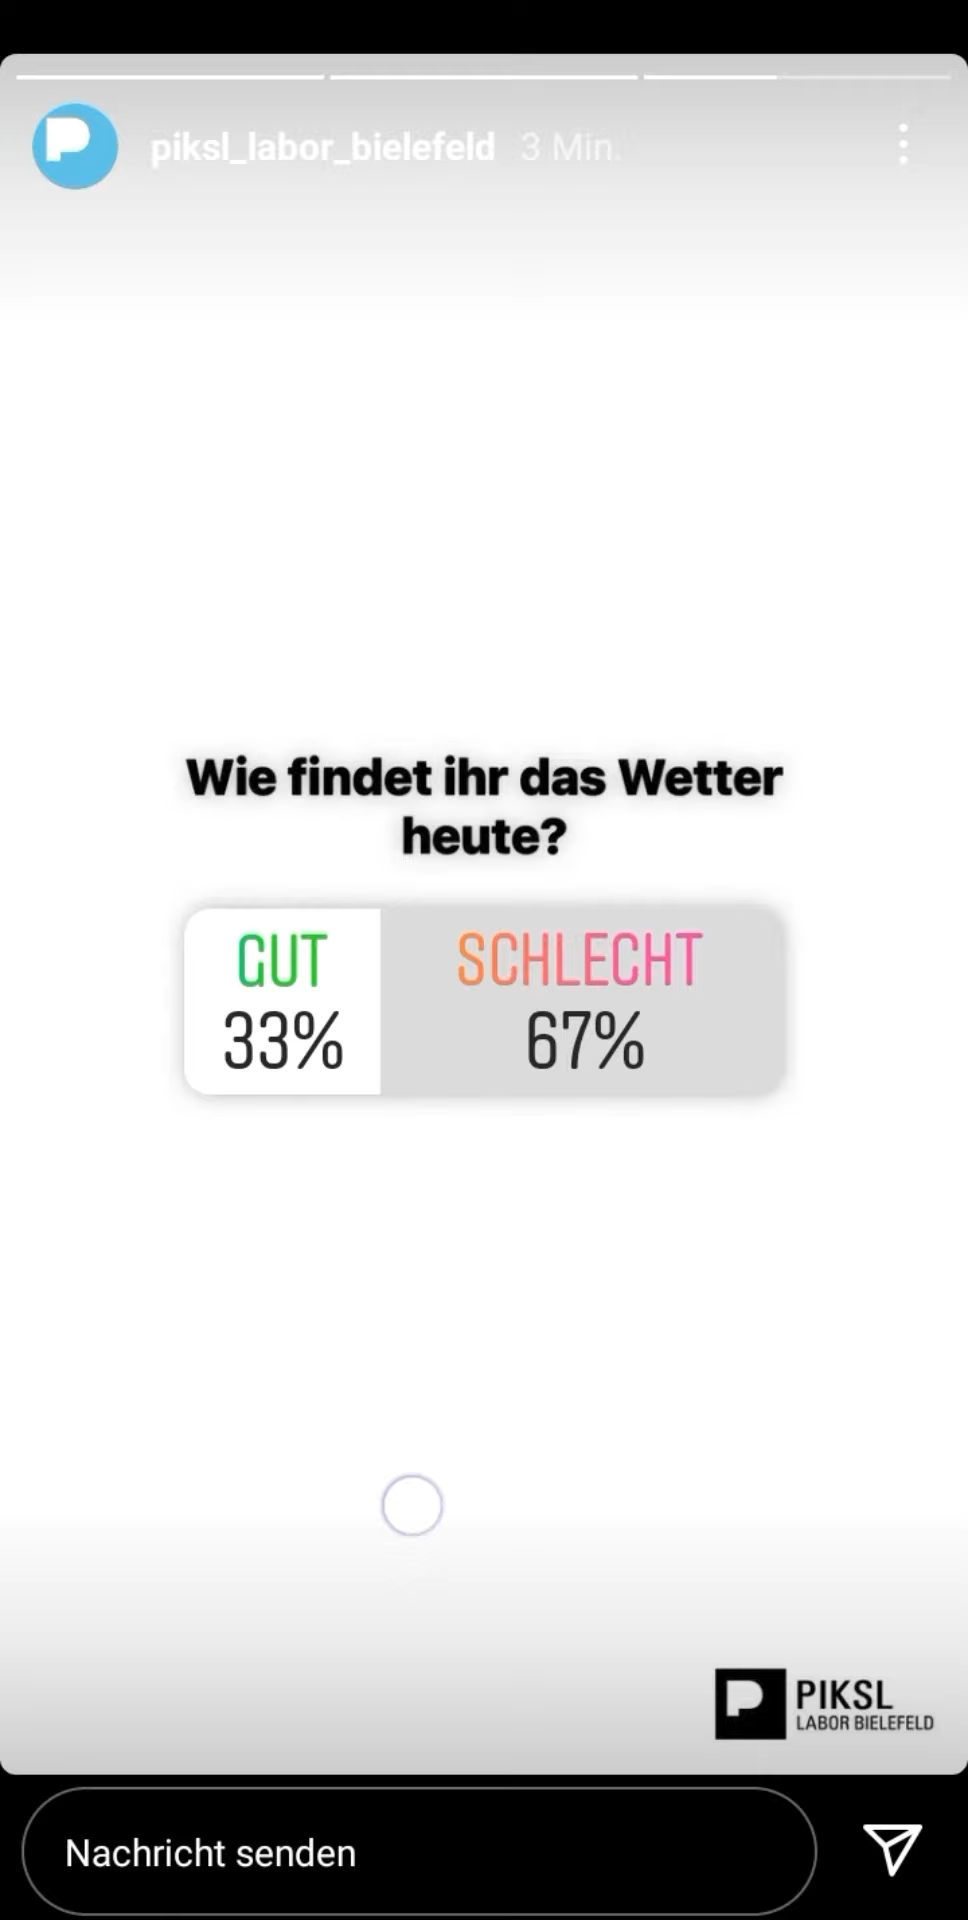 piksl_labor_bielefeld 3 Min.
Wie findet ihr das Wetter
heute?
GUT SCHLECHT
33% 67%
PIKSL
LABOR BIELEFELD
Nachricht senden